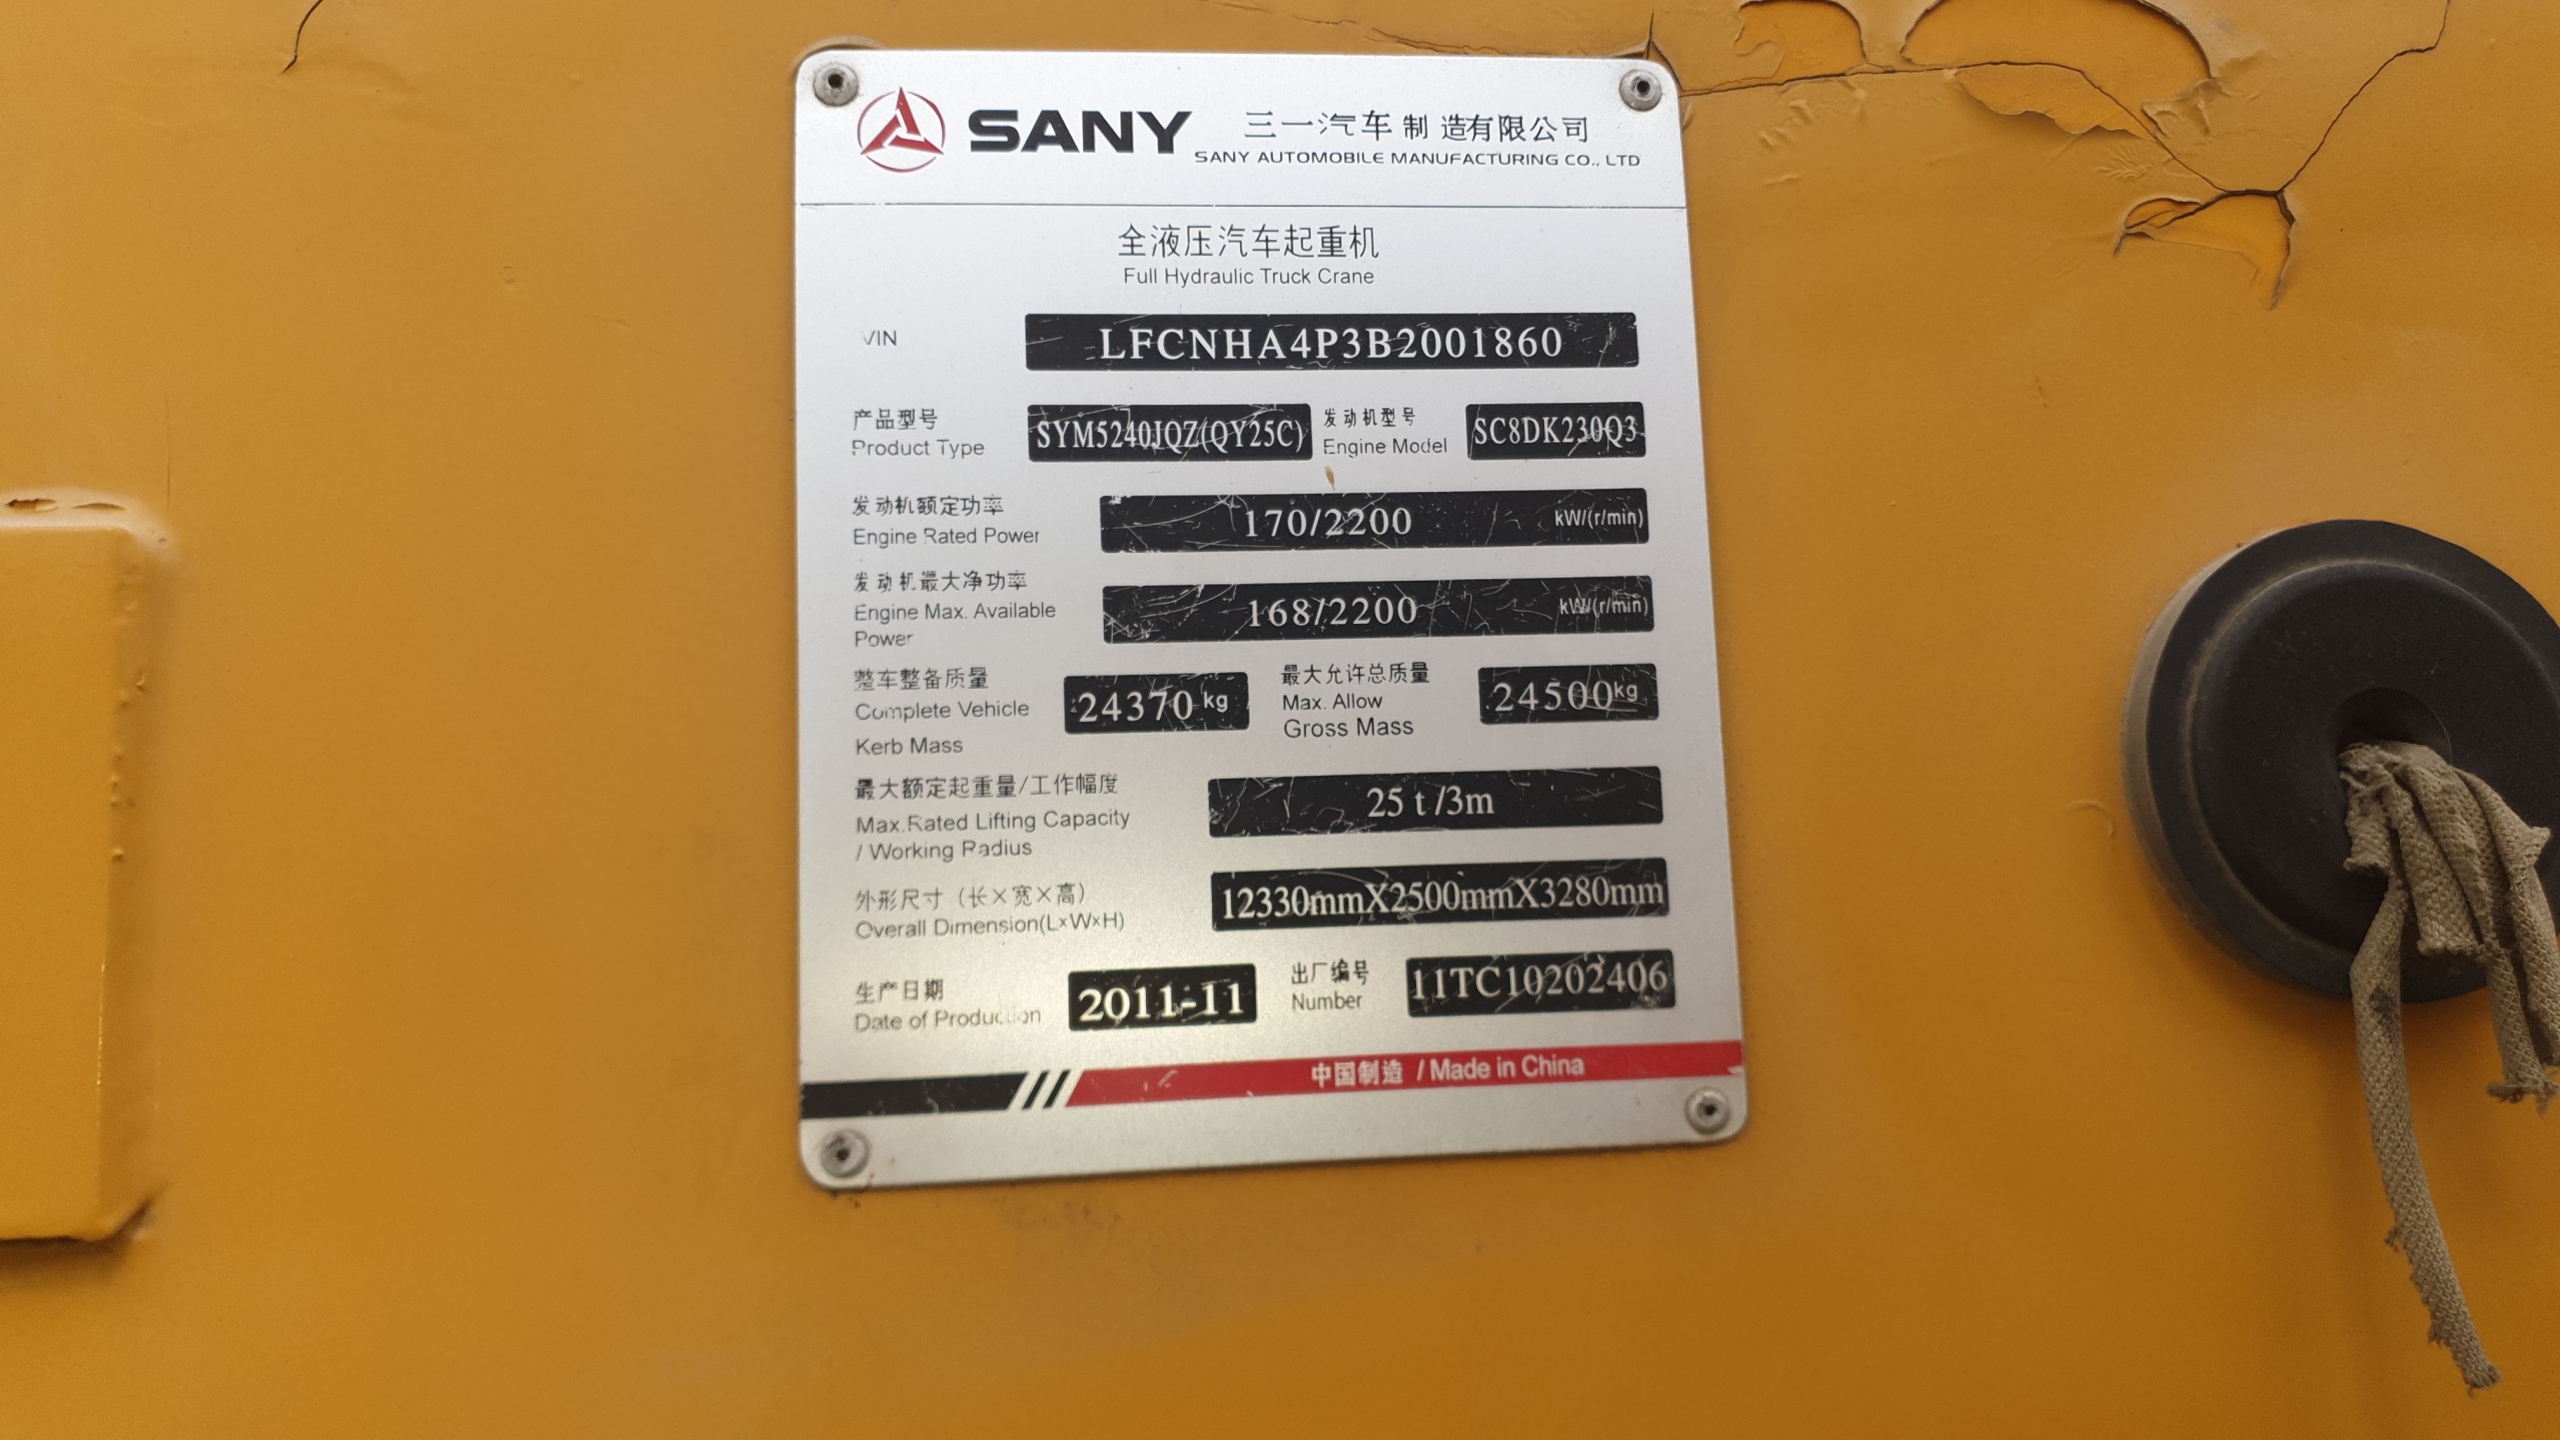 SANY 三一汽车制造有限公司
SANY AUTOMOBILE MANUFACTURING CO., LTD
全液压汽车起重机
Full Hydraulic Truck Crane
VIN LFCNHA4P3B2001860
产品型号 SYM5240JQZ(QY25C) 发动机型号 SC8DK230Q3
Product Type Engine Model
发动机额定功率 170/2200 kW/(r/min)
Engine Rated Power
发动机最大净功率 168/2200 kW/(r/min)
Engine Max. Available
Power
整车整备质量 24370 kg 最大允许总质量 24500kg
Complete Vehicle Max. Allow
Kerb Mass Gross Mass
最大额定起重量/工作幅度 25 t /3m
Max.Rated Lifting Capacity
/ Working Radius
外形尺寸（长×宽×高） 12330mmX2500mmX3280mm
Overall Dimension(L×W×H)
生产日期 2011-11 出厂编号 11TC10202406
Date of Production Number
中国制造 / Made in China